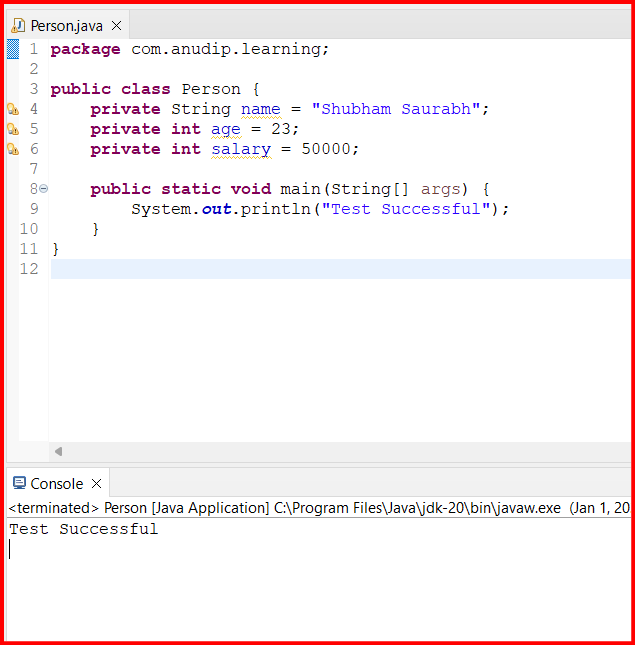 Person.java
1 package com.anudip.learning;
2
3 public class Person {
4 private String name = "Shubham Saurabh";
5 private int age = 23;
6 private int salary = 50000;
7
8 public static void main(String[] args) {
9 System.out.println("Test Successful");
10 }
11 }
12
Console
<terminated> Person [Java Application] C:\Program Files\Java\jdk-20\bin\javaw.exe (Jan 1, 20
Test Successful